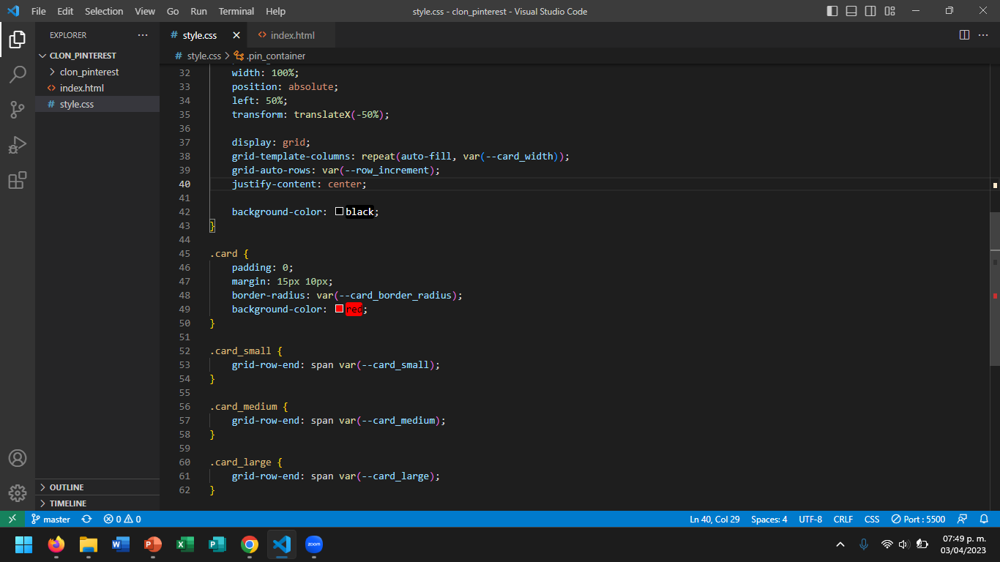 File Edit Selection View Go Run Terminal Help
style.css - clon_pinterest - Visual Studio Code
EXPLORER
CLON_PINTEREST
clon_pinterest
index.html
style.css
OUTLINE
TIMELINE
style.css
index.html
style.css > .pin_container
32 width: 100%;
33 position: absolute;
34 left: 50%;
35 transform: translateX(-50%);
36
37 display: grid;
38 grid-template-columns: repeat(auto-fill, var(--card_width));
39 grid-auto-rows: var(--row_increment);
40 justify-content: center;
41
42 background-color: black;
43 }
44
45 .card {
46 padding: 0;
47 margin: 15px 10px;
48 border-radius: var(--card_border_radius);
49 background-color: red;
50 }
51
52 .card_small {
53 grid-row-end: span var(--card_small);
54 }
55
56 .card_medium {
57 grid-row-end: span var(--card_medium);
58 }
59
60 .card_large {
61 grid-row-end: span var(--card_large);
62 }
master 0 0 Ln 40, Col 29 Spaces: 4 UTF-8 CRLF CSS Port : 5500
zoom
07:49 p. m.
03/04/2023